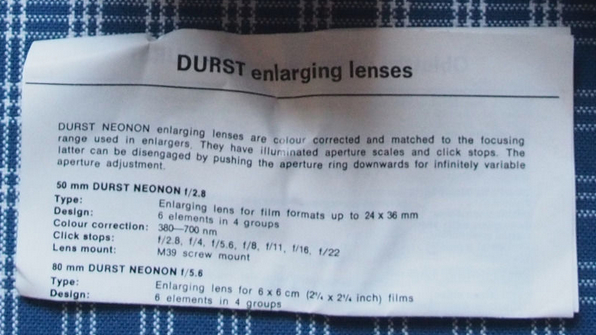 DURST enlarging lenses
DURST NEONON enlarging lenses are colour corrected and matched to the focusing
range used in enlargers. They have illuminated aperture scales and click stops. The
latter can be disengaged by pushing the aperture ring downwards for infinitely variable
aperture adjustment.
50 mm DURST NEONON f/2.8
Type: Enlarging lens for film formats up to 24 x 36 mm
Design: 6 elements in 4 groups
Colour correction: 380—700 nm
Click stops: f/2.8, f/4, f/5.6, f/8, f/11, f/16, f/22
Lens mount: M39 screw mount
80 mm DURST NEONON f/5.6
Type: Enlarging lens for 6 x 6 cm (2¼ x 2¼ inch) films
Design: 6 elements in 4 groups